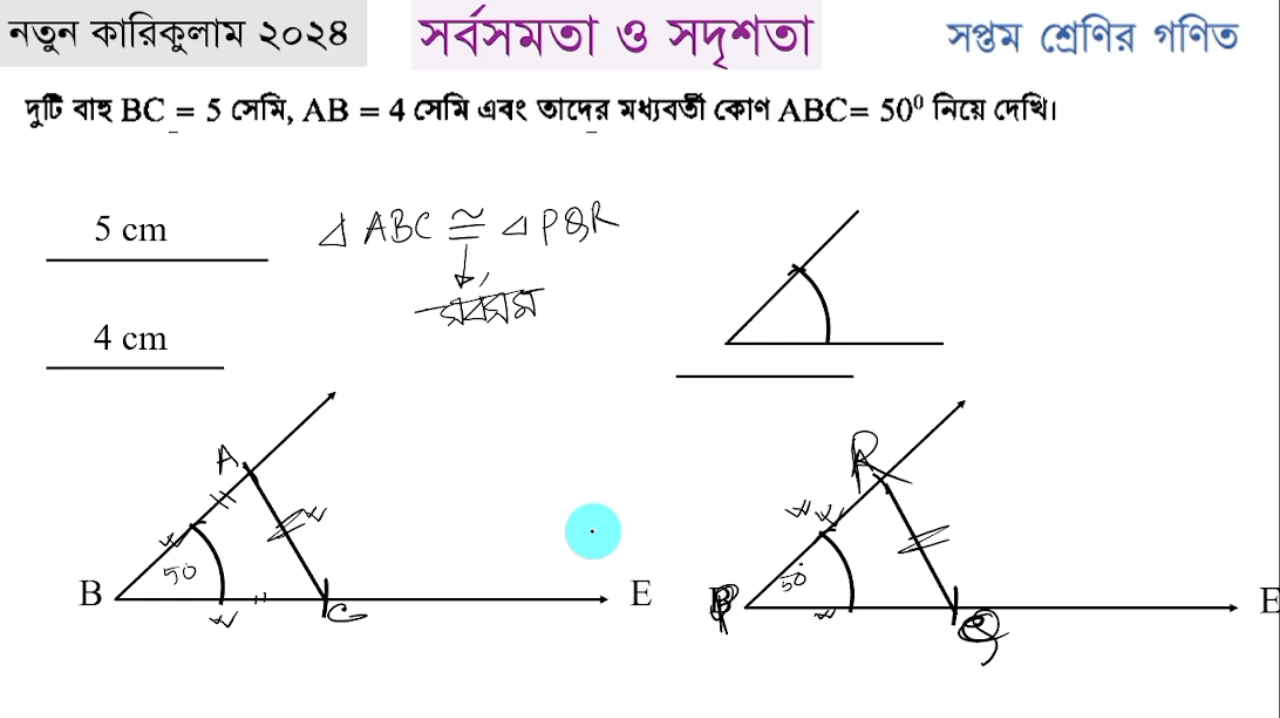 নতুন কারিকুলাম ২০২৪
সর্বসমতা ও সদৃশতা
সপ্তম শ্রেণির গণিত
দুটি বাহু BC = 5 সেমি, AB = 4 সেমি এবং তাদের মধ্যবর্তী কোণ ABC= 50⁰ নিয়ে দেখি।
5 cm
△ ABC ≅ △ PQR
4 cm
A
R
50
50
B
C
E
P
Q
E